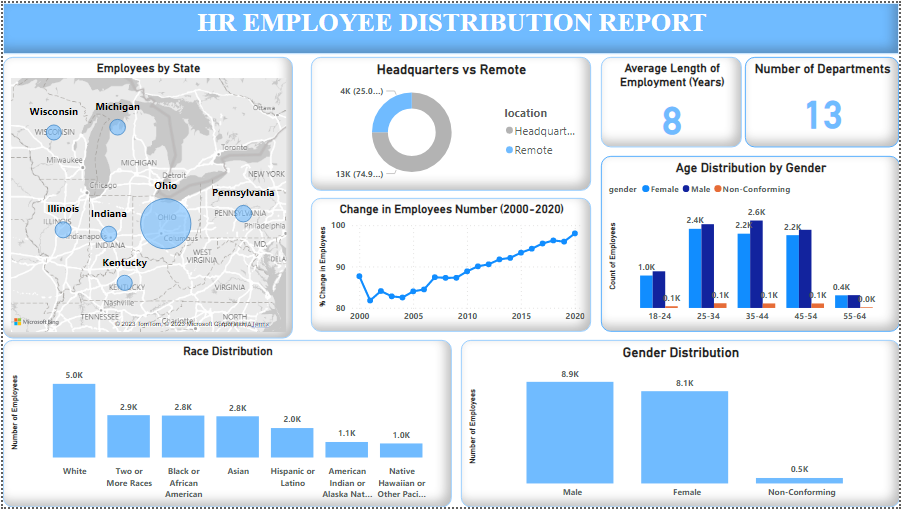 HR EMPLOYEE DISTRIBUTION REPORT
Employees by State
Ottawa
Wisconsin
Michigan
WISCONSIN
Milwaukee
MICHIGAN
Toronto
Detroit
NEW YORK
Chicago
Ohio
Pennsylvania
Illinois
Indiana
OHIO
PENNSYLVANIA
ILLINOIS
Indianapolis
Columbus
Philadelphia
INDIANA
MD.
WEST
VIRGINIA
DELA
Kentucky
KENTUCKY
VIRGINIA
Nashville
TENNESSEE
Charlotte
NORTH
Microsoft Bing
© 2023 TomTom, © 2023 Microsoft Corporation
Terms
Headquarters vs Remote
4K (25.0...)
13K (74.9...)
location
Headquart...
Remote
Average Length of
Employment (Years)
8
Number of Departments
13
Change in Employees Number (2000-2020)
% Change in Employees
100
90
80
2000
2005
2010
2015
2020
Age Distribution by Gender
gender
Female
Male
Non-Conforming
Count of Employees
1.0K
0.1K
2.4K
0.1K
2.2K
2.6K
0.1K
2.2K
0.1K
0.4K
0.0K
18-24
25-34
35-44
45-54
55-64
Race Distribution
Number of Employees
5.0K
2.9K
2.8K
2.8K
2.0K
1.1K
1.0K
White
Two or
More Races
Black or
African
American
Asian
Hispanic or
Latino
American
Indian or
Alaska Nat...
Native
Hawaiian or
Other Paci...
Gender Distribution
Number of Employees
8.9K
8.1K
0.5K
Male
Female
Non-Conforming